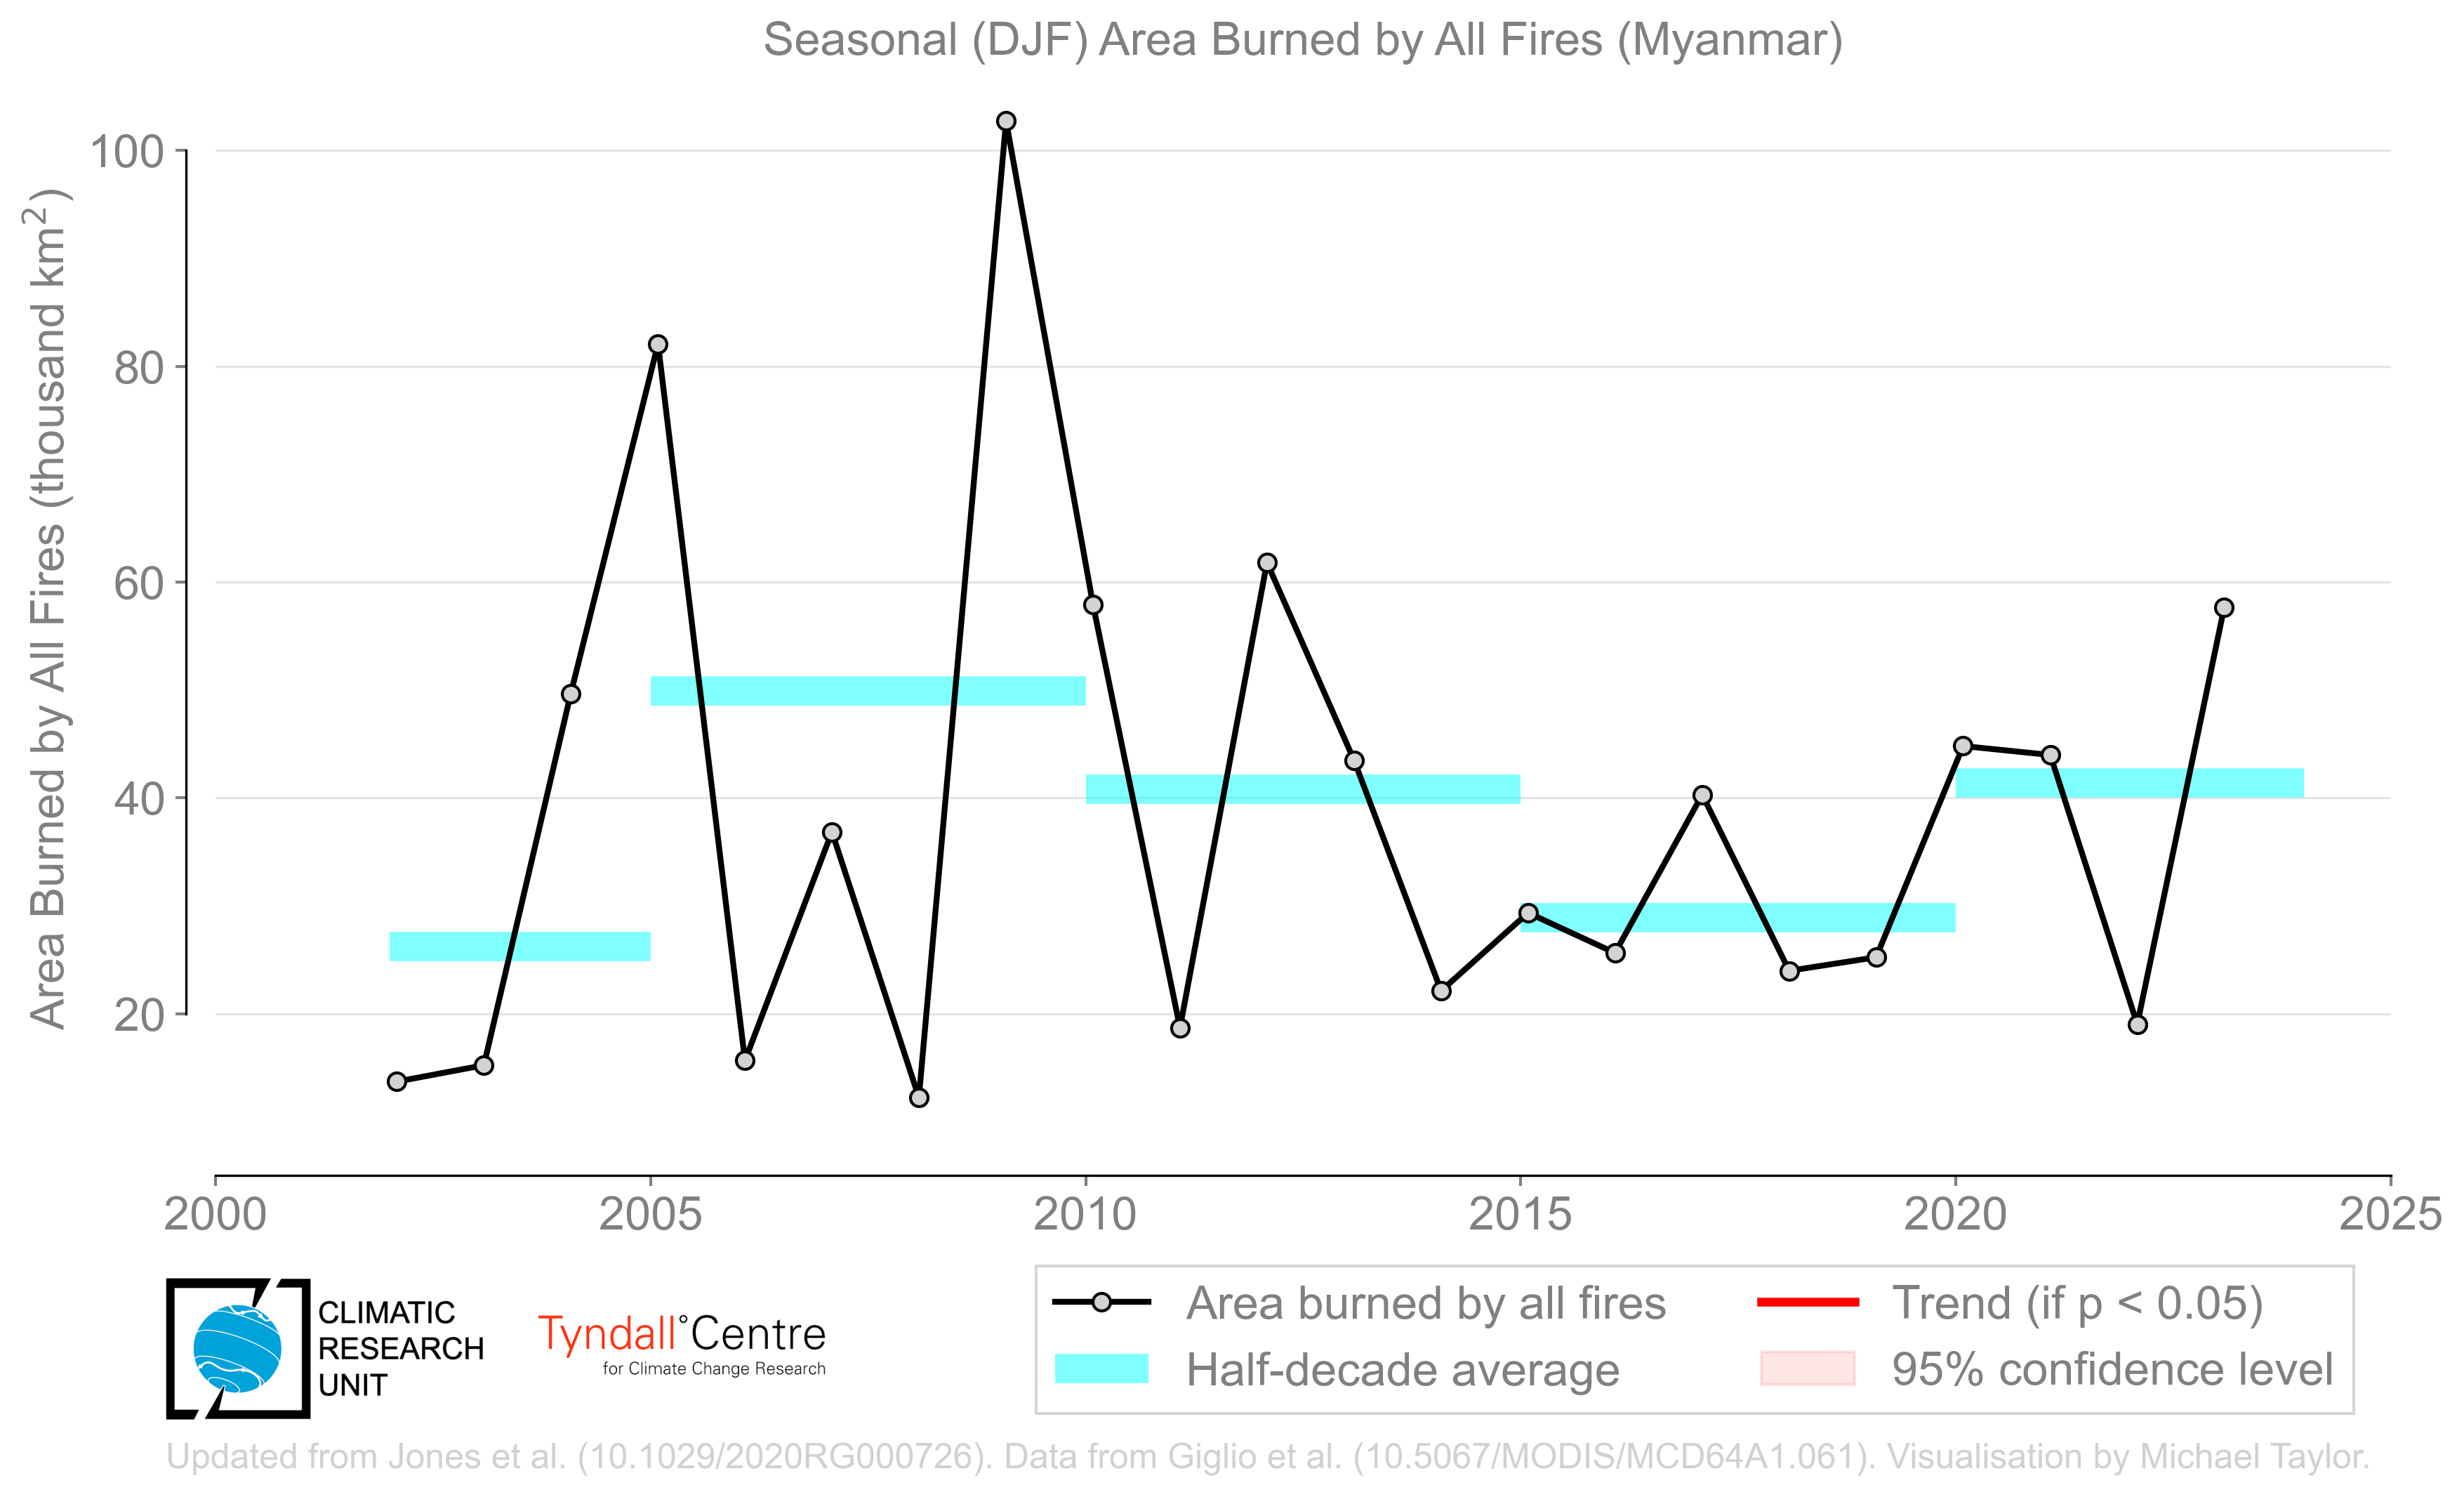 Seasonal (DJF) Area Burned by All Fires (Myanmar)
Area Burned by All Fires (thousand km²)
100
80
60
40
20
2000 2005 2010 2015 2020 2025
CLIMATIC
RESEARCH
UNIT
Tyndall°Centre
for Climate Change Research
Area burned by all fires
Half-decade average
Trend (if p < 0.05)
95% confidence level
Updated from Jones et al. (10.1029/2020RG000726). Data from Giglio et al. (10.5067/MODIS/MCD64A1.061). Visualisation by Michael Taylor.